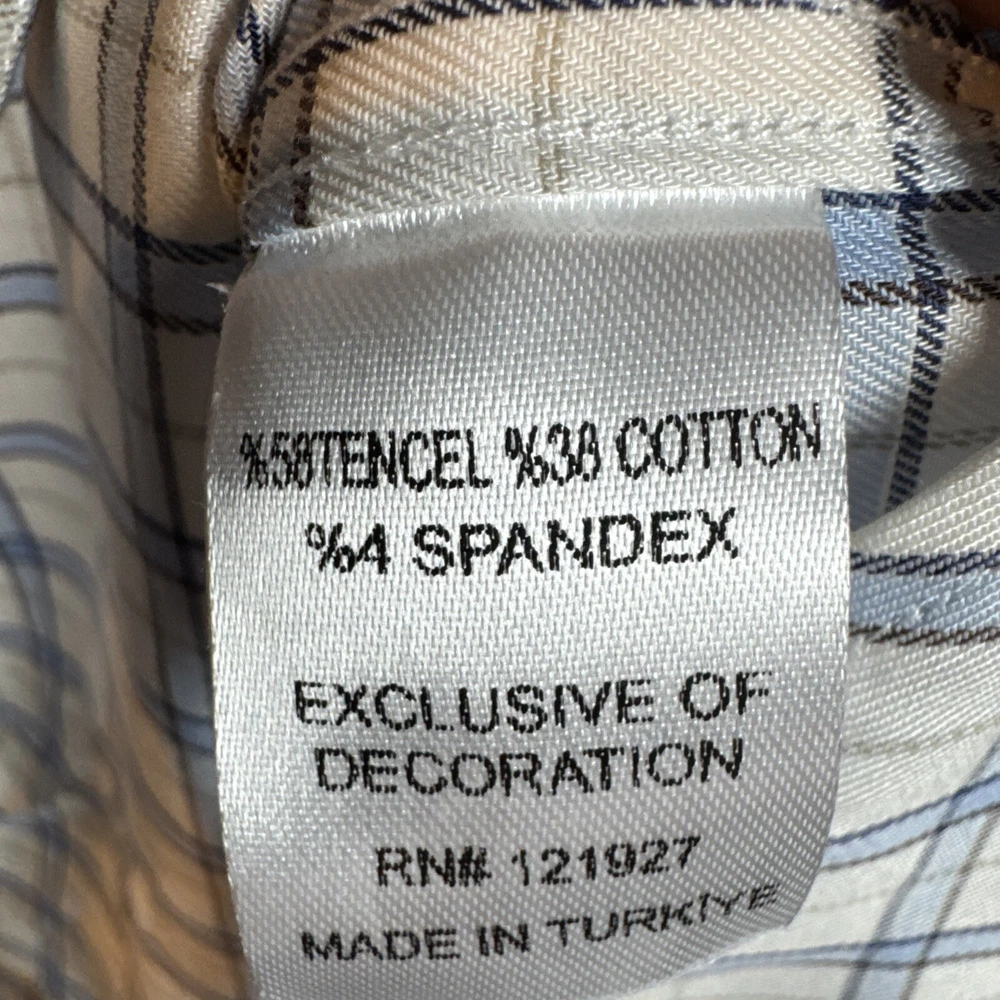 %58TENCEL %38 COTTON
%4 SPANDEX
EXCLUSIVE OF
DECORATION
RN# 121927
MADE IN TURKIYE